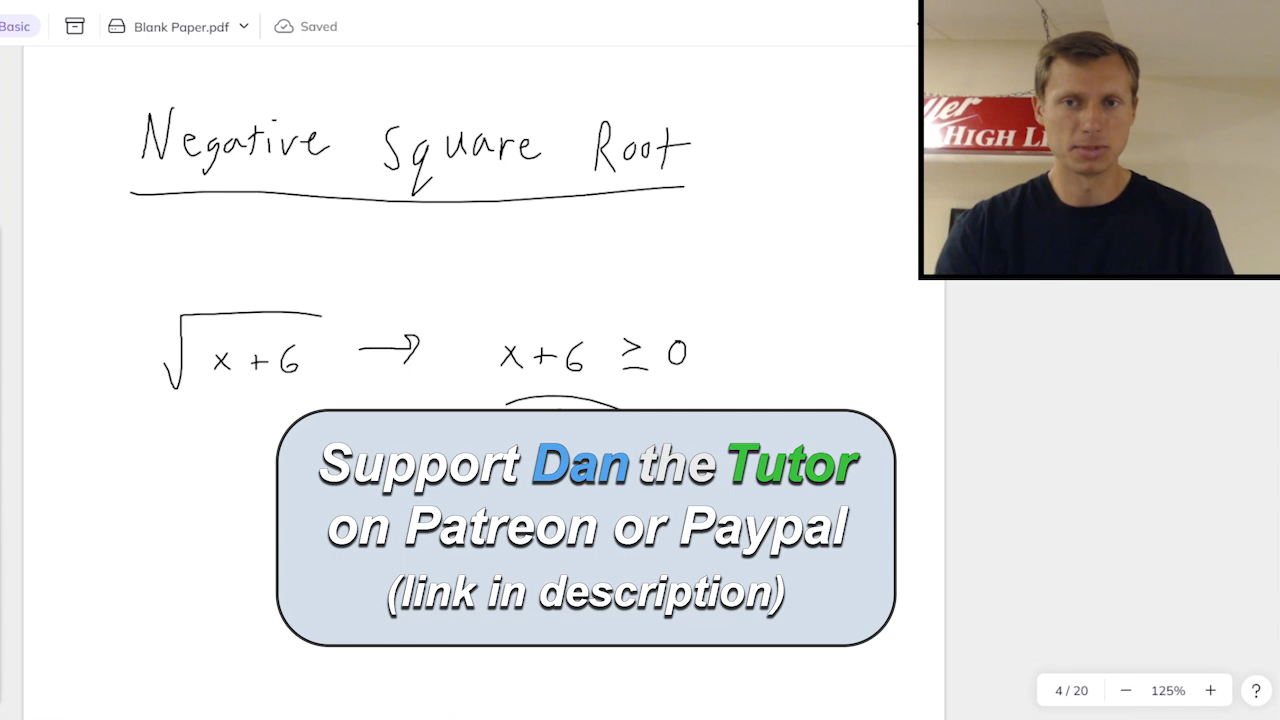 Basic Blank Paper.pdf Saved
Negative Square Root
√x+6 → x+6 ≥ 0
Support Dan the Tutor
on Patreon or Paypal
(link in description)
HIGH
4 / 20 − 125% + ?